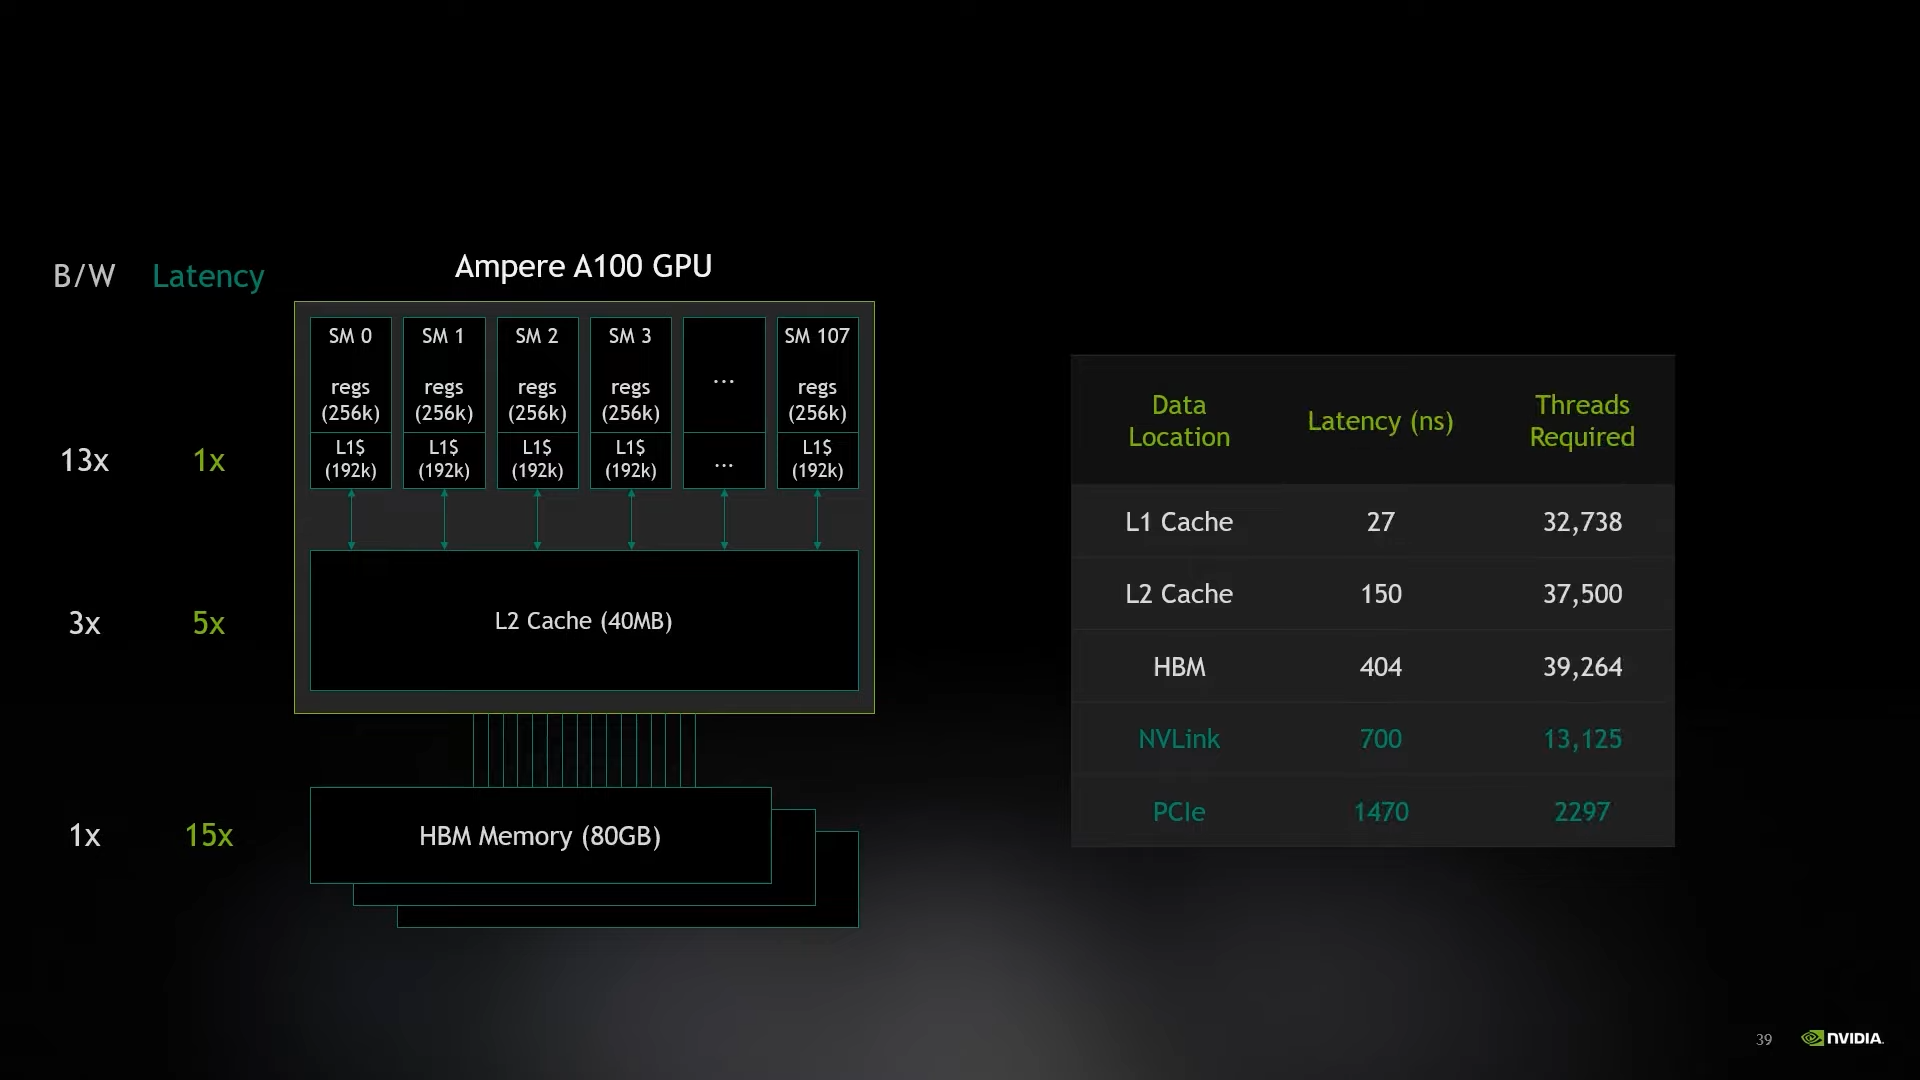 B/W Latency
Ampere A100 GPU
SM 0 SM 1 SM 2 SM 3 ... SM 107
regs regs regs regs regs
(256k) (256k) (256k) (256k) (256k)
L1$ L1$ L1$ L1$ ... L1$
(192k) (192k) (192k) (192k) (192k)
13x 1x
L2 Cache (40MB)
3x 5x
HBM Memory (80GB)
1x 15x
Data Location Latency (ns) Threads Required
L1 Cache 27 32,738
L2 Cache 150 37,500
HBM 404 39,264
NVLink 700 13,125
PCIe 1470 2297
39 NVIDIA.